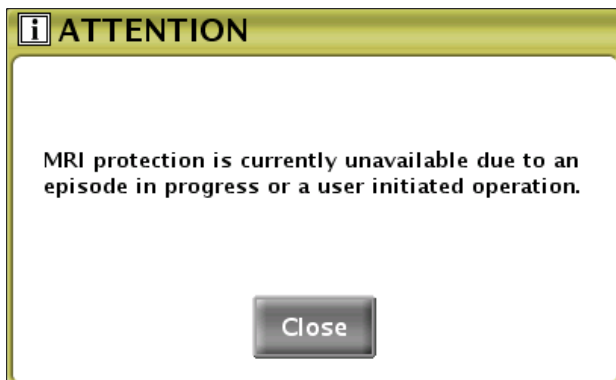 i ATTENTION
MRI protection is currently unavailable due to an
episode in progress or a user initiated operation.
Close